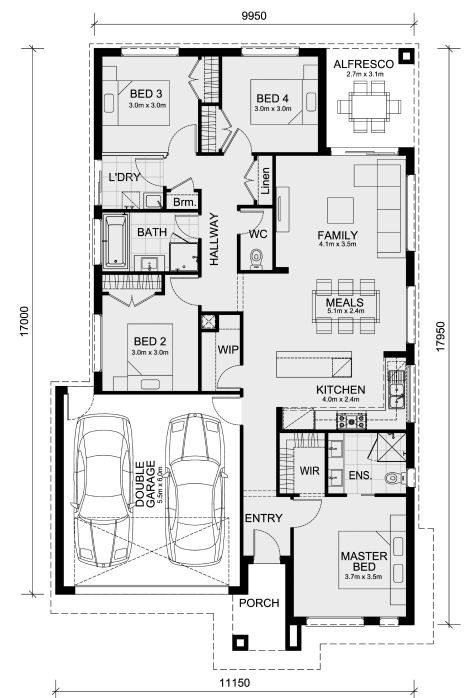 9950
ALFRESCO
2.7m x 3.1m
BED 3
3.0m x 3.0m
BED 4
3.0m x 3.0m
L'DRY
Brm.
Linen
BATH
HALLWAY
WC
FAMILY
4.1m x 3.5m
MEALS
5.1m x 2.4m
17000
17950
BED 2
3.0m x 3.0m
WIP
KITCHEN
4.0m x 2.4m
DOUBLE
GARAGE
5.5m x 6.0m
WIR
ENS.
ENTRY
MASTER
BED
3.7m x 3.5m
PORCH
11150